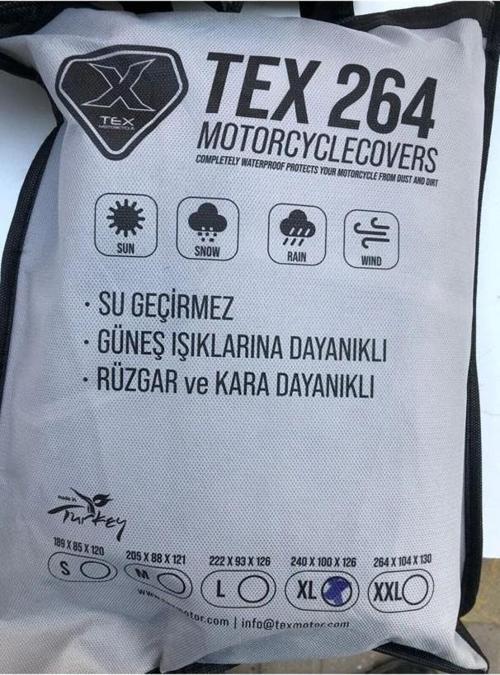 TEX 264
TEX
MOTORCYCLE
MOTORCYCLECOVERS
COMPLETELY WATERPROOF PROTECTS YOUR MOTORCYCLE FROM DUST AND DIRT
SUN SNOW RAIN WIND
· SU GEÇİRMEZ
· GÜNEŞ IŞIKLARINA DAYANIKLI
· RÜZGAR ve KARA DAYANIKLI
made in
Turkey
189 X 85 X 120 205 X 88 X 121 222 X 93 X 126 240 X 100 X 126 264 X 104 X 130
S M L XL XXL
| info@texmotor.com